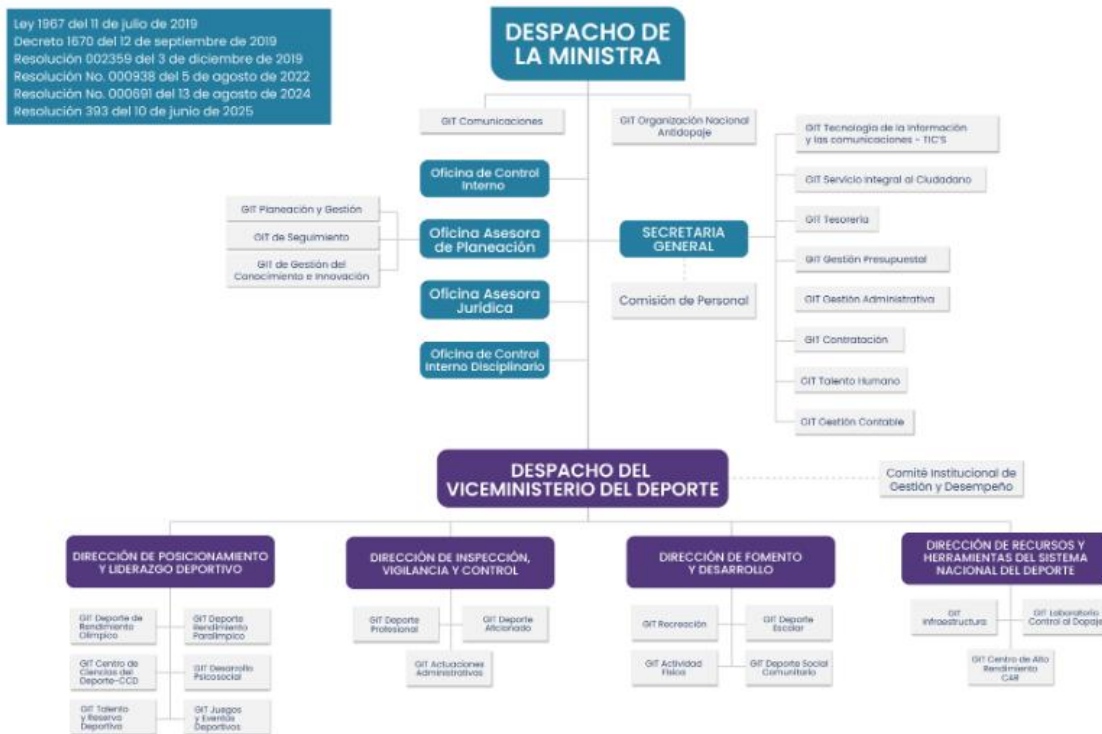 Ley 1967 del 11 de julio de 2019
Decreto 1670 del 12 de septiembre de 2019
Resolución 002359 del 3 de diciembre de 2019
Resolución No. 000938 del 5 de agosto de 2022
Resolución No. 000691 del 13 de agosto de 2024
Resolución 393 del 10 de junio de 2025
DESPACHO DE
LA MINISTRA
GIT Comunicaciones
GIT Organización Nacional
Antidopaje
Oficina de Control
Interno
GIT Planeación y Gestión
GIT de Seguimiento
GIT de Gestión del
Conocimiento e Innovación
Oficina Asesora
de Planeación
Oficina Asesora
Jurídica
Oficina de Control
Interno Disciplinario
SECRETARIA
GENERAL
Comisión de Personal
GIT Tecnología de la Información
y las comunicaciones - TIC'S
GIT Servicio Integral al Ciudadano
GIT Tesorería
GIT Gestión Presupuestal
GIT Gestión Administrativa
GIT Contratación
GIT Talento Humano
GIT Gestión Contable
DESPACHO DEL
VICEMINISTERIO DEL DEPORTE
Comité Institucional de
Gestión y Desempeño
DIRECCIÓN DE POSICIONAMIENTO
Y LIDERAZGO DEPORTIVO
GIT Deporte de
Rendimiento
Olímpico
GIT Deporte
Rendimiento
Paralímpico
GIT Centro de
Ciencias del
Deporte-CCD
GIT Desarrollo
Psicosocial
GIT Talento
y Reserva
Deportiva
GIT Juegos
y Eventos
Deportivos
DIRECCIÓN DE INSPECCIÓN,
VIGILANCIA Y CONTROL
GIT Deporte
Profesional
GIT Deporte
Aficionado
GIT Actuaciones
Administrativas
DIRECCIÓN DE FOMENTO
Y DESARROLLO
GIT Recreación
GIT Deporte
Escolar
GIT Actividad
Física
GIT Deporte Social
Comunitario
DIRECCIÓN DE RECURSOS Y
HERRAMIENTAS DEL SISTEMA
NACIONAL DEL DEPORTE
GIT
Infraestructura
GIT Laboratorio
Control al Dopaje
GIT Centro de Alto
Rendimiento
CAR